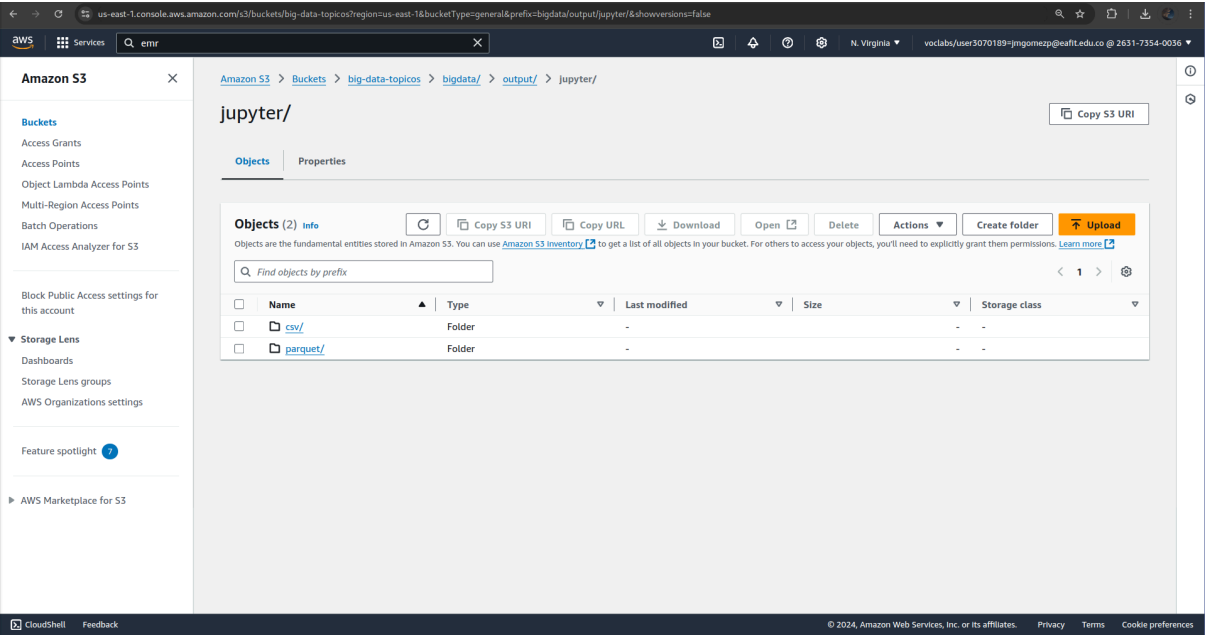 us-east-1.console.aws.amazon.com/s3/buckets/big-data-topicos?region=us-east-1&bucketType=general&prefix=bigdata/output/jupyter/&showversions=false
aws Services emr N. Virginia voclabs/user3070189=jmgomezp@eafit.edu.co @ 2631-7354-0036
Amazon S3
Buckets
Access Grants
Access Points
Object Lambda Access Points
Multi-Region Access Points
Batch Operations
IAM Access Analyzer for S3
Block Public Access settings for
this account
Storage Lens
Dashboards
Storage Lens groups
AWS Organizations settings
Feature spotlight 7
AWS Marketplace for S3
Amazon S3 > Buckets > big-data-topicos > bigdata/ > output/ > jupyter/
jupyter/
Copy S3 URI
Objects Properties
Objects (2) Info Copy S3 URI Copy URL Download Open Delete Actions Create folder Upload
Objects are the fundamental entities stored in Amazon S3. You can use Amazon S3 inventory to get a list of all objects in your bucket. For others to access your objects, you'll need to explicitly grant them permissions. Learn more
Find objects by prefix < 1 >
Name Type Last modified Size Storage class
csv/ Folder - - -
parquet/ Folder - - -
CloudShell Feedback © 2024, Amazon Web Services, Inc. or its affiliates. Privacy Terms Cookie preferences